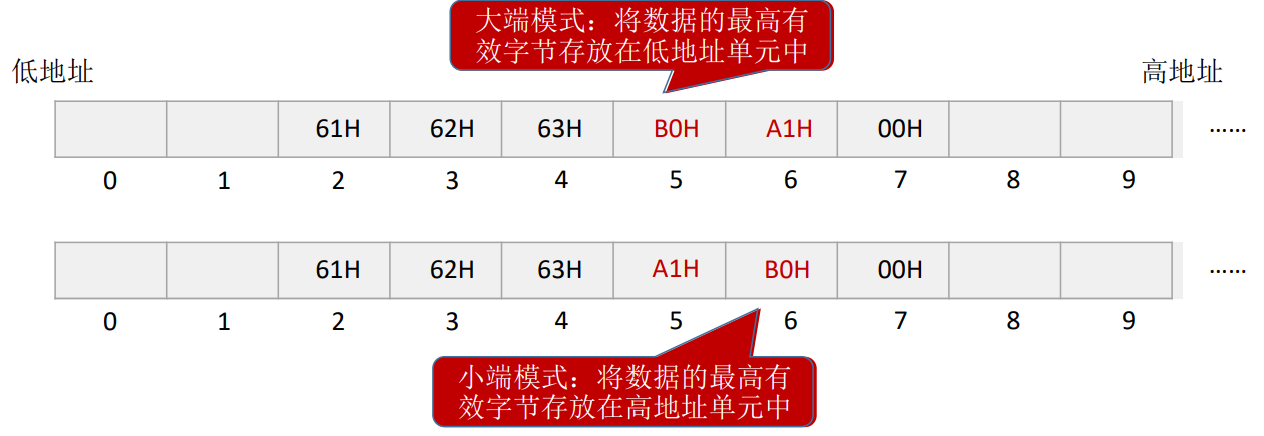 大端模式：将数据的最高有
效字节存放在低地址单元中
低地址
高地址
61H 62H 63H B0H A1H 00H ……
0 1 2 3 4 5 6 7 8 9
61H 62H 63H A1H B0H 00H ……
0 1 2 3 4 5 6 7 8 9
小端模式：将数据的最高有
效字节存放在高地址单元中